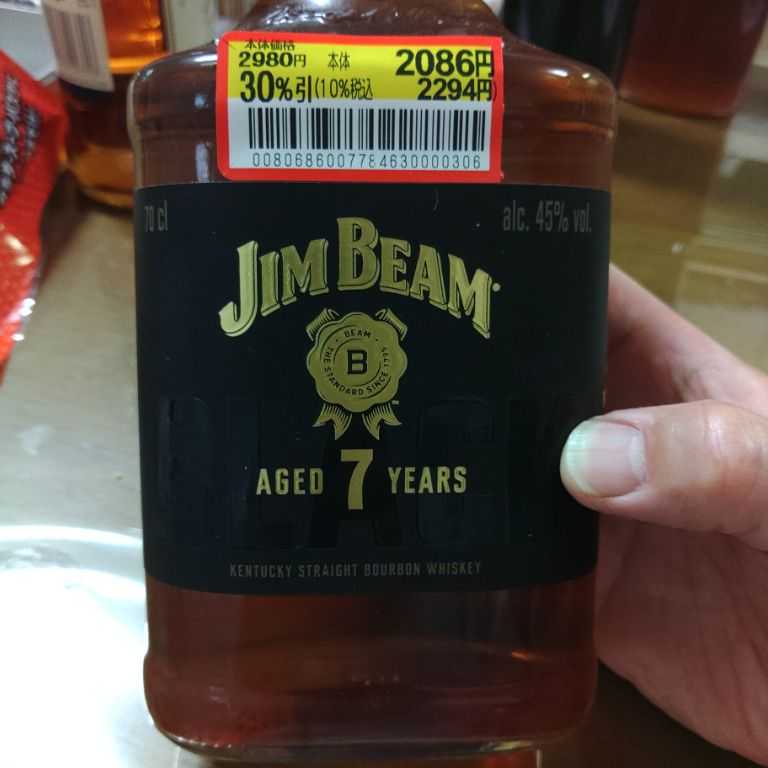 本体価格
2980円 本体 2086円
30%引(10%税込 2294円)
0080686007784630000306
70 cl
alc. 45% vol.
JIM BEAM
BEAM
B
THE STANDARD SINCE 1795
BLACK
AGED 7 YEARS
KENTUCKY STRAIGHT BOURBON WHISKEY